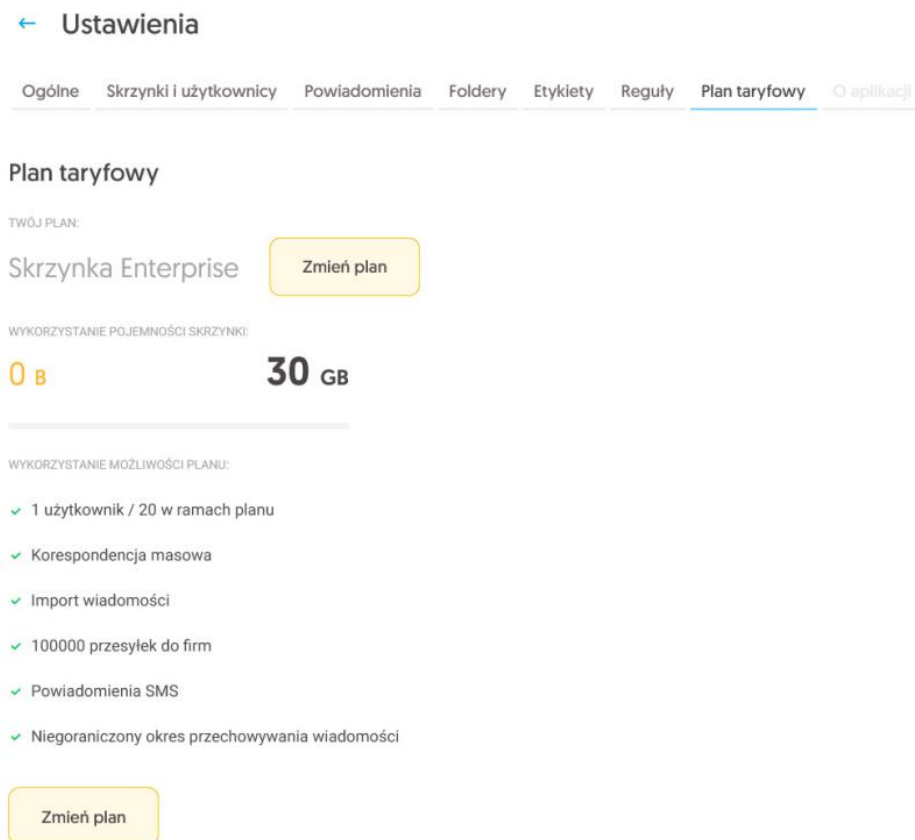 ← Ustawienia
Ogólne Skrzynki i użytkownicy Powiadomienia Foldery Etykiety Reguły Plan taryfowy O aplikacji
Plan taryfowy
TWÓJ PLAN:
Skrzynka Enterprise Zmień plan
WYKORZYSTANIE POJEMNOŚCI SKRZYNKI:
0 B 30 GB
WYKORZYSTANIE MOŻLIWOŚCI PLANU:
✓ 1 użytkownik / 20 w ramach planu
✓ Korespondencja masowa
✓ Import wiadomości
✓ 100000 przesyłek do firm
✓ Powiadomienia SMS
✓ Niegoraniczony okres przechowywania wiadomości
Zmień plan